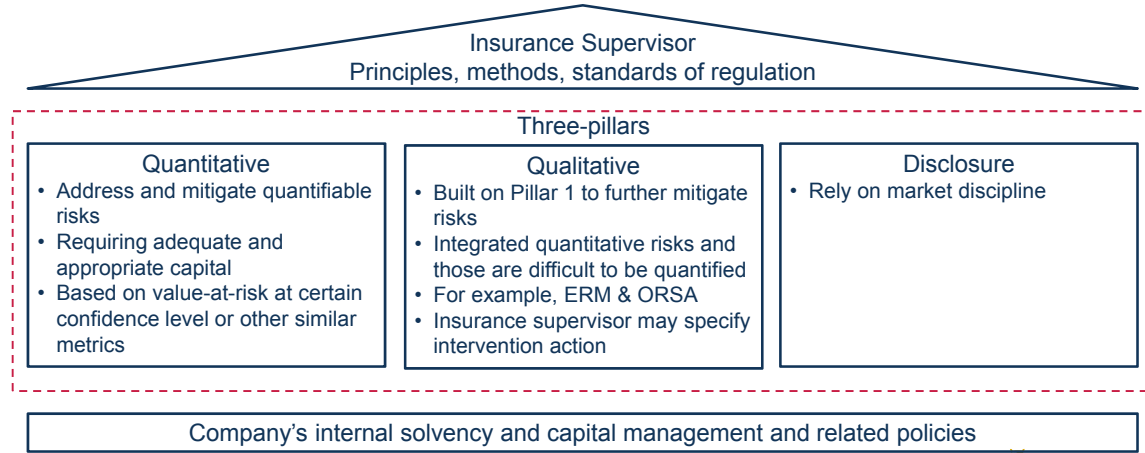 Insurance Supervisor
Principles, methods, standards of regulation
Three-pillars
Quantitative
• Address and mitigate quantifiable
risks
• Requiring adequate and
appropriate capital
• Based on value-at-risk at certain
confidence level or other similar
metrics
Qualitative
• Built on Pillar 1 to further mitigate
risks
• Integrated quantitative risks and
those are difficult to be quantified
• For example, ERM & ORSA
• Insurance supervisor may specify
intervention action
Disclosure
• Rely on market discipline
Company's internal solvency and capital management and related policies